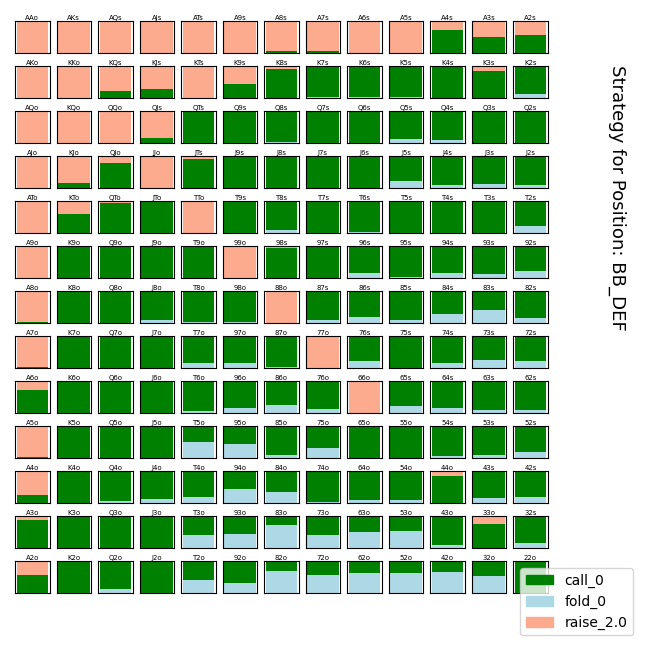 AAo AKs AQs AJs ATs A9s A8s A7s A6s A5s A4s A3s A2s
AKo KKo KQs KJs KTs K9s K8s K7s K6s K5s K4s K3s K2s
AQo KQo QQo QJs QTs Q9s Q8s Q7s Q6s Q5s Q4s Q3s Q2s
AJo KJo QJo JJo JTs J9s J8s J7s J6s J5s J4s J3s J2s
ATo KTo QTo JTo TTo T9s T8s T7s T6s T5s T4s T3s T2s
A9o K9o Q9o J9o T9o 99o 98s 97s 96s 95s 94s 93s 92s
A8o K8o Q8o J8o T8o 98o 88o 87s 86s 85s 84s 83s 82s
A7o K7o Q7o J7o T7o 97o 87o 77o 76s 75s 74s 73s 72s
A6o K6o Q6o J6o T6o 96o 86o 76o 66o 65s 64s 63s 62s
A5o K5o Q5o J5o T5o 95o 85o 75o 65o 55o 54s 53s 52s
A4o K4o Q4o J4o T4o 94o 84o 74o 64o 54o 44o 43s 42s
A3o K3o Q3o J3o T3o 93o 83o 73o 63o 53o 43o 33o 32s
A2o K2o Q2o J2o T2o 92o 82o 72o 62o 52o 42o 32o 22o
Strategy for Position: BB_DEF
call_0
fold_0
raise_2.0